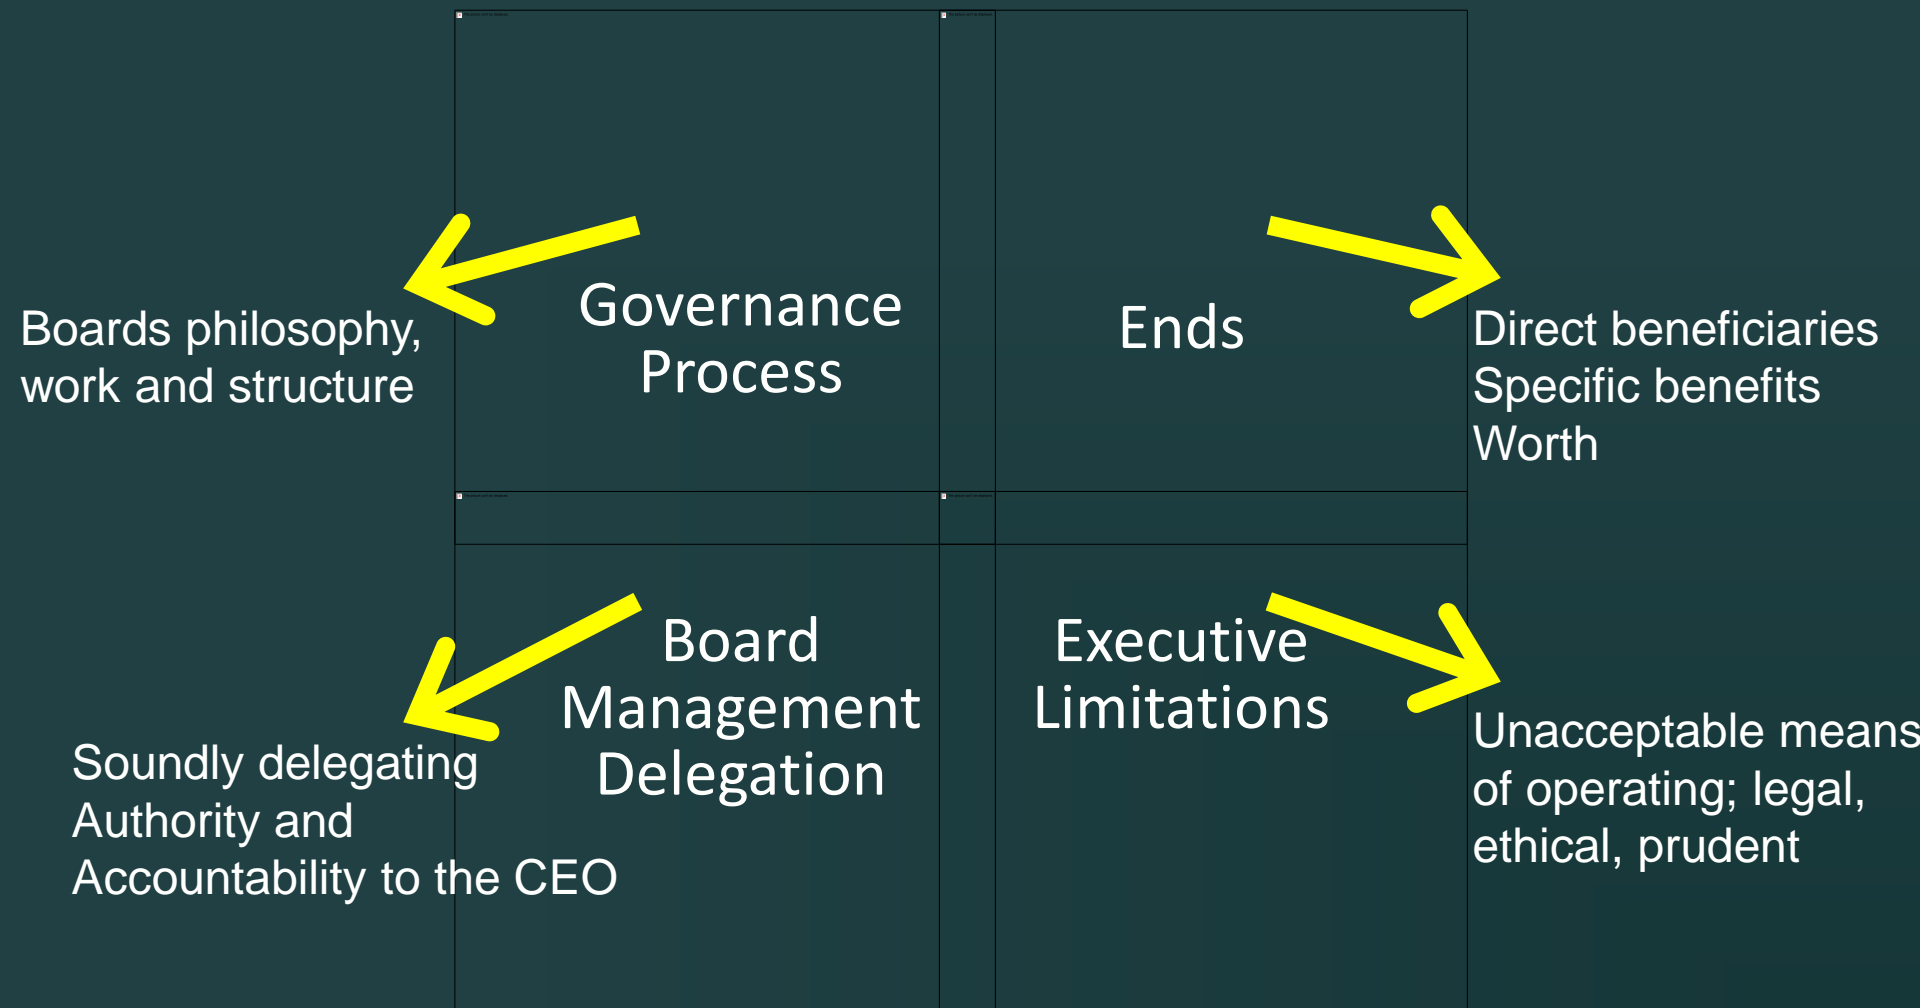 Governance
Process
Boards philosophy,
work and structure
Ends
Direct beneficiaries
Specific benefits
Worth
Board
Management
Delegation
Soundly delegating
Authority and
Accountability to the CEO
Executive
Limitations
Unacceptable means
of operating; legal,
ethical, prudent